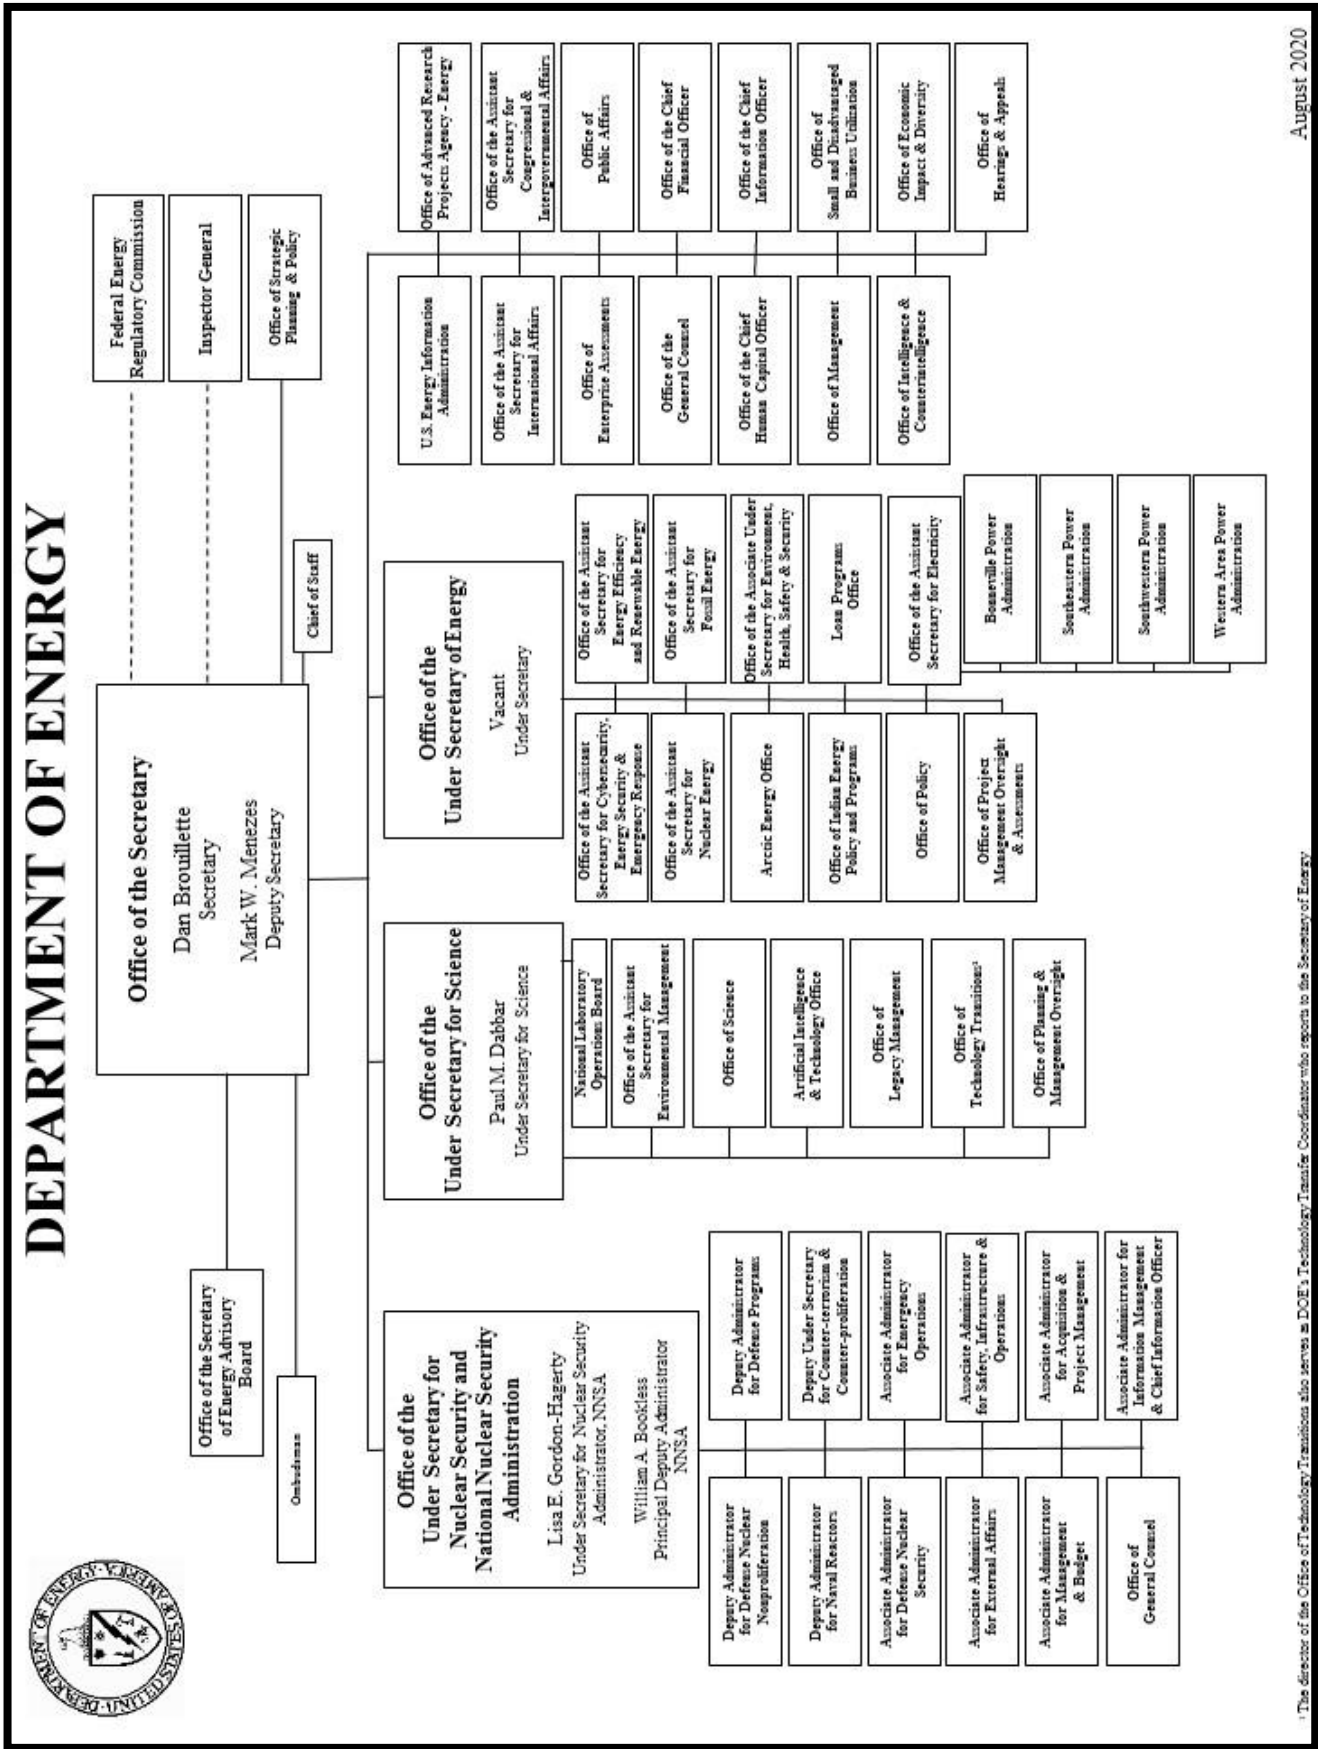 DEPARTMENT OF ENERGY
DEPARTMENT OF ENERGY
UNITED STATES OF AMERICA
Office of the Secretary
Dan Brouillette
Secretary
Mark W. Menezes
Deputy Secretary
Federal Energy
Regulatory Commission
Inspector General
Office of Strategic
Planning & Policy
Chief of Staff
Office of the Secretary
of Energy Advisory
Board
Ombudsman
Office of the
Under Secretary for
Nuclear Security and
National Nuclear Security
Administration
Lisa E. Gordon-Hagerty
Under Secretary for Nuclear Security
Administrator, NNSA
William A. Bookless
Principal Deputy Administrator
NNSA
Deputy Administrator
for Defense Nuclear
Nonproliferation
Deputy Administrator
for Defense Programs
Deputy Administrator
for Naval Reactors
Deputy Under Secretary
for Counter-terrorism &
Counter-proliferation
Associate Administrator
for Defense Nuclear
Security
Associate Administrator
for Emergency
Operations
Associate Administrator
for External Affairs
Associate Administrator
for Safety, Infrastructure &
Operations
Associate Administrator
for Management
& Budget
Associate Administrator
for Acquisition &
Project Management
Office of
General Counsel
Associate Administrator for
Information Management
& Chief Information Officer
Office of the
Under Secretary for Science
Paul M. Dabbar
Under Secretary for Science
National Laboratory
Operations Board
Office of the Assistant
Secretary for
Environmental Management
Office of Science
Artificial Intelligence
& Technology Office
Office of
Legacy Management
Office of
Technology Transitions¹
Office of Planning &
Management Oversight
Office of the
Under Secretary of Energy
Vacant
Under Secretary
Office of the Assistant
Secretary for Cybersecurity,
Energy Security &
Emergency Response
Office of the Assistant
Secretary for
Energy Efficiency
and Renewable Energy
Office of the Assistant
Secretary for
Nuclear Energy
Office of the Assistant
Secretary for
Fossil Energy
Arctic Energy Office
Office of the Associate Under
Secretary for Environment,
Health, Safety & Security
Office of Indian Energy
Policy and Programs
Loan Programs
Office
Office of Policy
Office of the Assistant
Secretary for Electricity
Office of Project
Management Oversight
& Assessments
Bonneville Power
Administration
Southeastern Power
Administration
Southwestern Power
Administration
Western Area Power
Administration
U.S. Energy Information
Administration
Office of Advanced Research
Projects Agency - Energy
Office of the Assistant
Secretary for
International Affairs
Office of the Assistant
Secretary for
Congressional &
Intergovernmental Affairs
Office of
Enterprise Assessments
Office of
Public Affairs
Office of the
General Counsel
Office of the Chief
Financial Officer
Office of the Chief
Human Capital Officer
Office of the Chief
Information Officer
Office of Management
Office of
Small and Disadvantaged
Business Utilization
Office of Intelligence &
Counterintelligence
Office of Economic
Impact & Diversity
Office of
Hearings & Appeals
¹ The director of the Office of Technology Transitions also serves as DOE's Technology Transfer Coordinator who reports to the Secretary of Energy
August 2020